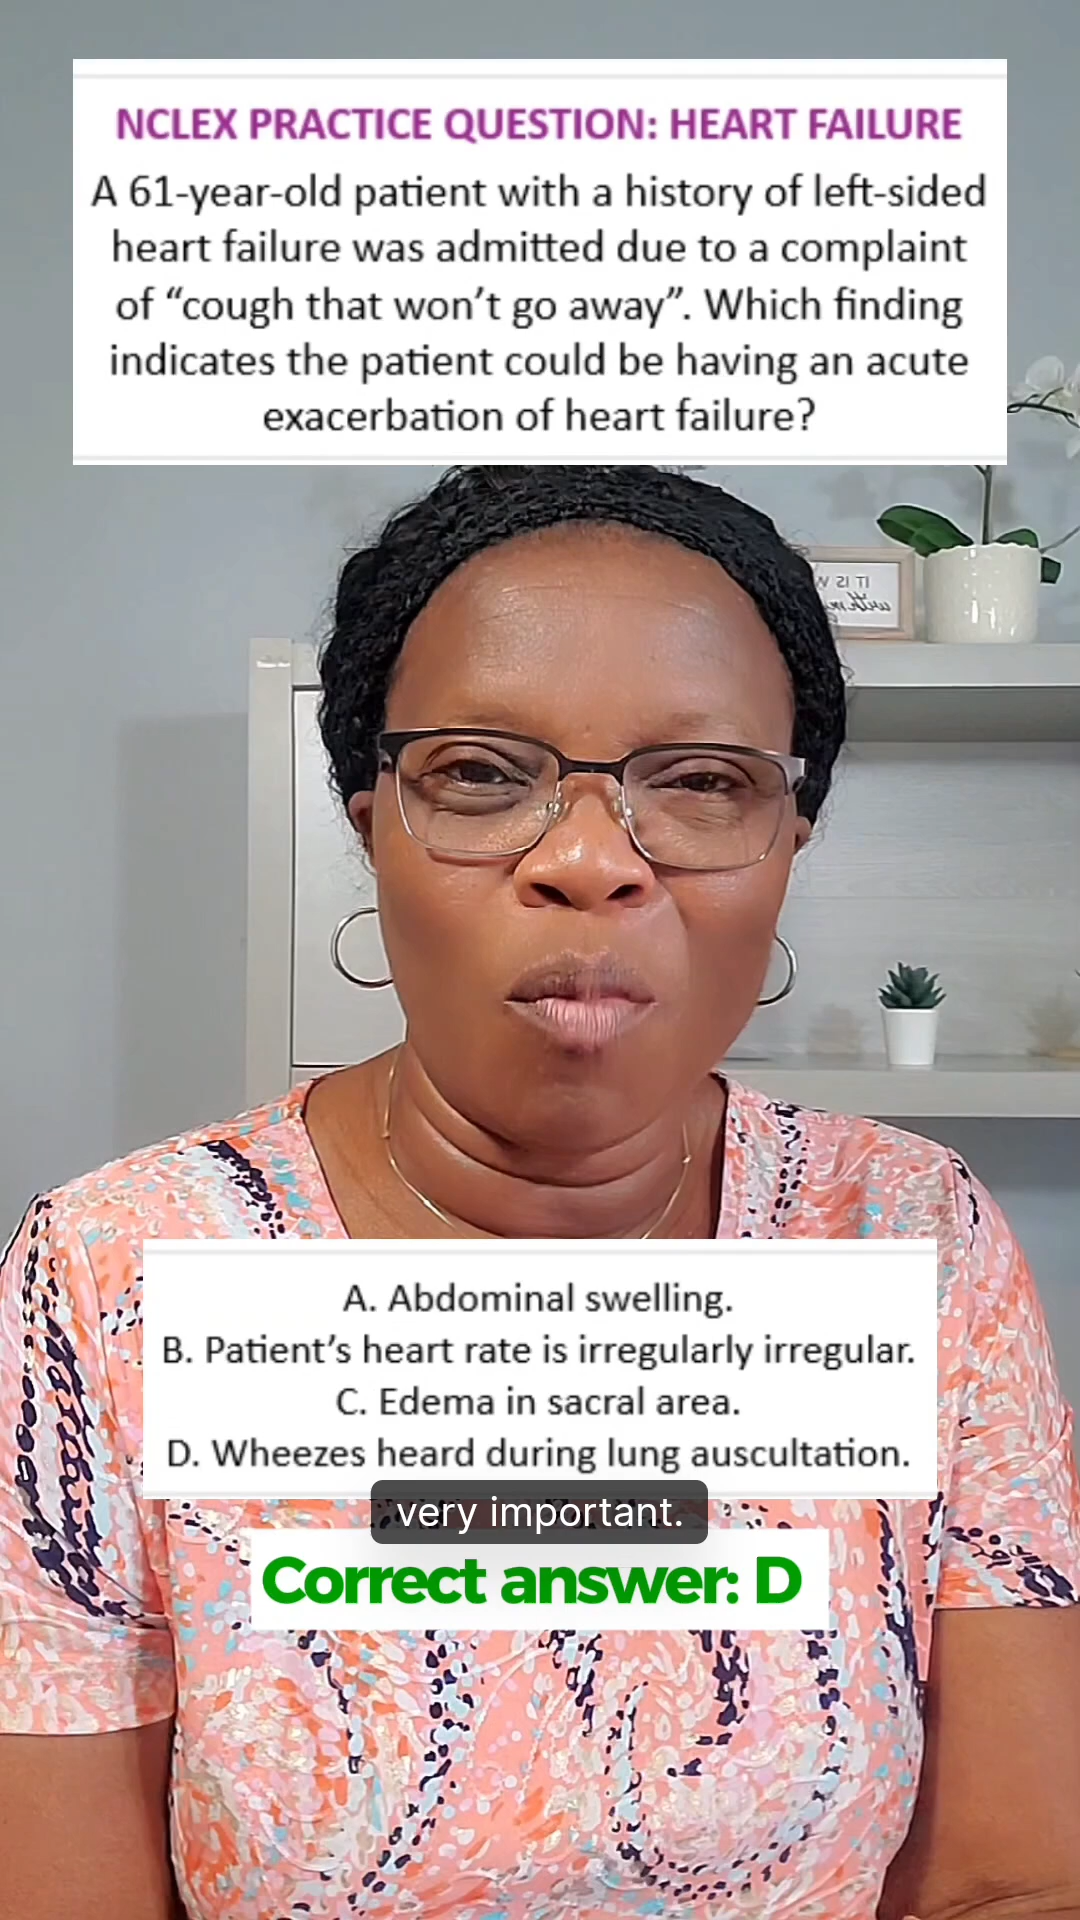 NCLEX PRACTICE QUESTION: HEART FAILURE
A 61-year-old patient with a history of left-sided
heart failure was admitted due to a complaint
of “cough that won’t go away”. Which finding
indicates the patient could be having an acute
exacerbation of heart failure?
IT IS W
with m
A. Abdominal swelling.
B. Patient’s heart rate is irregularly irregular.
C. Edema in sacral area.
D. Wheezes heard during lung auscultation.
very important.
Correct answer: D